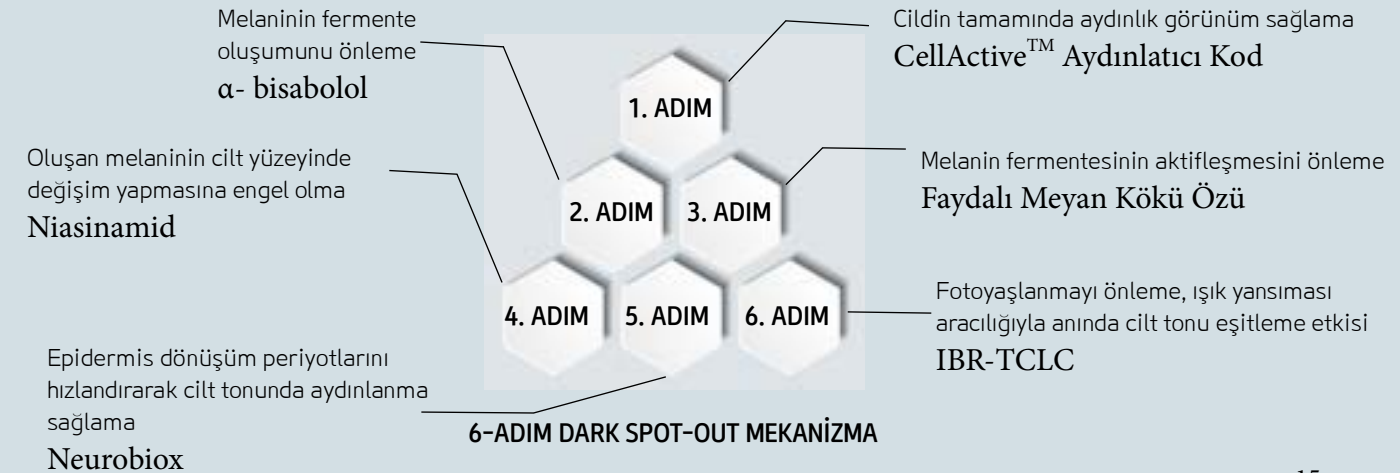 Melaninin fermente
oluşumunu önleme
α- bisabolol
Cildin tamamında aydınlık görünüm sağlama
CellActive™ Aydınlatıcı Kod
1. ADIM
Oluşan melaninin cilt yüzeyinde
değişim yapmasına engel olma
Niasinamid
2. ADIM
3. ADIM
Melanin fermentesinin aktifleşmesini önleme
Faydalı Meyan Kökü Özü
4. ADIM
5. ADIM
6. ADIM
Fotoyaşlanmayı önleme, ışık yansıması
aracılığıyla anında cilt tonu eşitleme etkisi
IBR-TCLC
Epidermis dönüşüm periyotlarını
hızlandırarak cilt tonunda aydınlanma
sağlama
Neurobiox
6-ADIM DARK SPOT-OUT MEKANİZMA